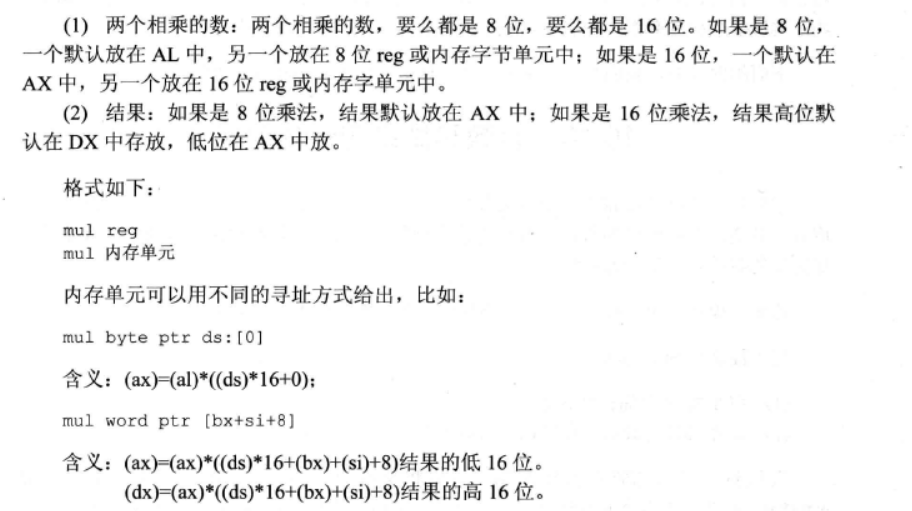 (1) 两个相乘的数：两个相乘的数，要么都是 8 位，要么都是 16 位。如果是 8 位，
一个默认放在 AL 中，另一个放在 8 位 reg 或内存字节单元中；如果是 16 位，一个默认在
AX 中，另一个放在 16 位 reg 或内存字单元中。
(2) 结果：如果是 8 位乘法，结果默认放在 AX 中；如果是 16 位乘法，结果高位默
认在 DX 中存放，低位在 AX 中放。
格式如下：
mul reg
mul 内存单元
内存单元可以用不同的寻址方式给出，比如：
mul byte ptr ds:[0]
含义：(ax)=(al)*((ds)*16+0);
mul word ptr [bx+si+8]
含义：(ax)=(ax)*((ds)*16+(bx)+(si)+8)结果的低 16 位。
(dx)=(ax)*((ds)*16+(bx)+(si)+8)结果的高 16 位。